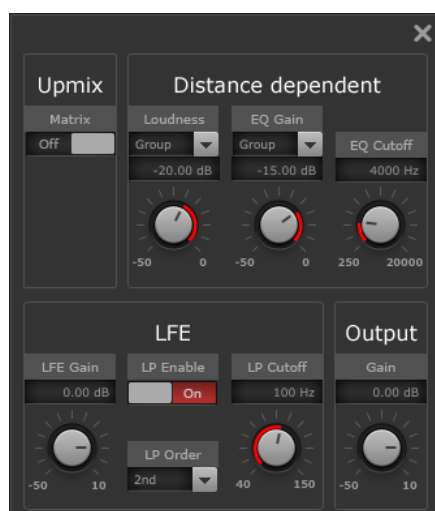 Upmix
Distance dependent
Matrix
Loudness
EQ Gain
Off
Group
Group
EQ Cutoff
-20.00 dB
-15.00 dB
4000 Hz
-50
0
-50
0
250
20000
LFE
Output
LFE Gain
LP Enable
LP Cutoff
Gain
0.00 dB
On
100 Hz
0.00 dB
LP Order
2nd
-50
10
40
150
-50
10